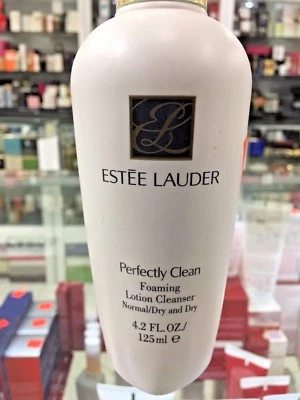 EL
ESTĒE LAUDER
Perfectly Clean
Foaming
Lotion Cleanser
Normal/Dry and Dry
4.2 FL.OZ./
125ml ℮